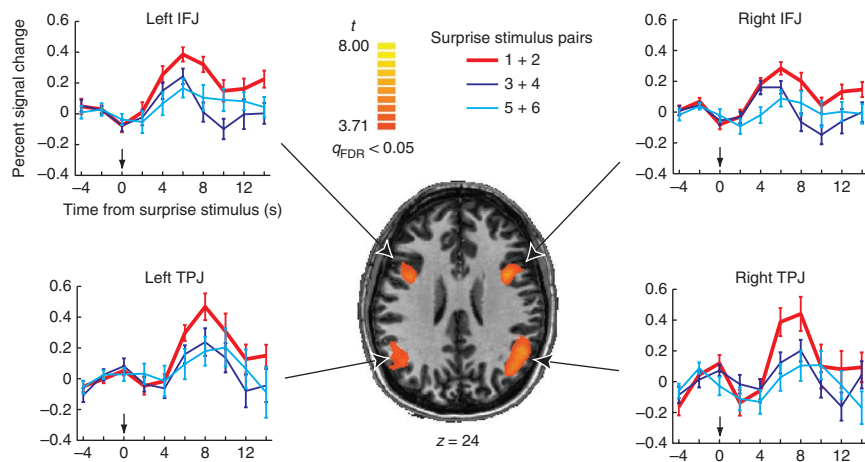 Left IFJ
Percent signal change
0.6
0.4
0.2
0
−0.2
−0.4
−4 0 4 8 12
Time from surprise stimulus (s)
t
8.00
3.71
qFDR < 0.05
Surprise stimulus pairs
1 + 2
3 + 4
5 + 6
Right IFJ
0.6
0.4
0.2
0
−0.2
−0.4
−4 0 4 8 12
Left TPJ
0.6
0.4
0.2
0
−0.2
−0.4
−4 0 4 8 12
z = 24
Right TPJ
0.6
0.4
0.2
0
−0.2
−0.4
−4 0 4 8 12